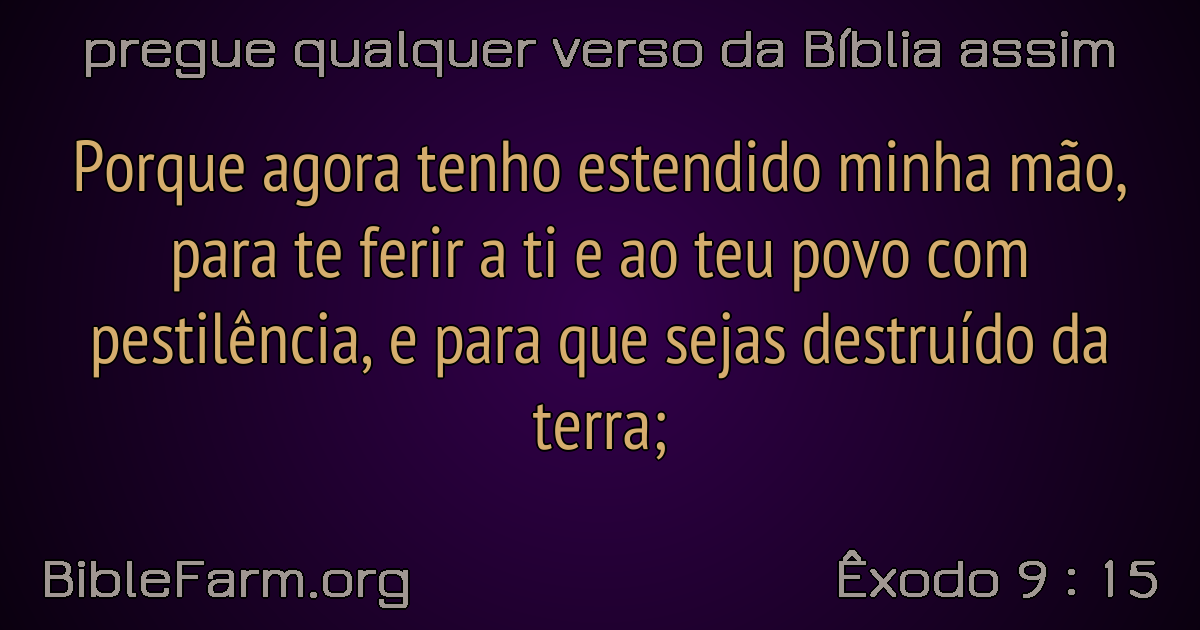 pregue qualquer verso da Bíblia assim
Porque agora tenho estendido minha mão,
para te ferir a ti e ao teu povo com
pestilência, e para que sejas destruído da
terra;
BibleFarm.org
Êxodo 9 : 15